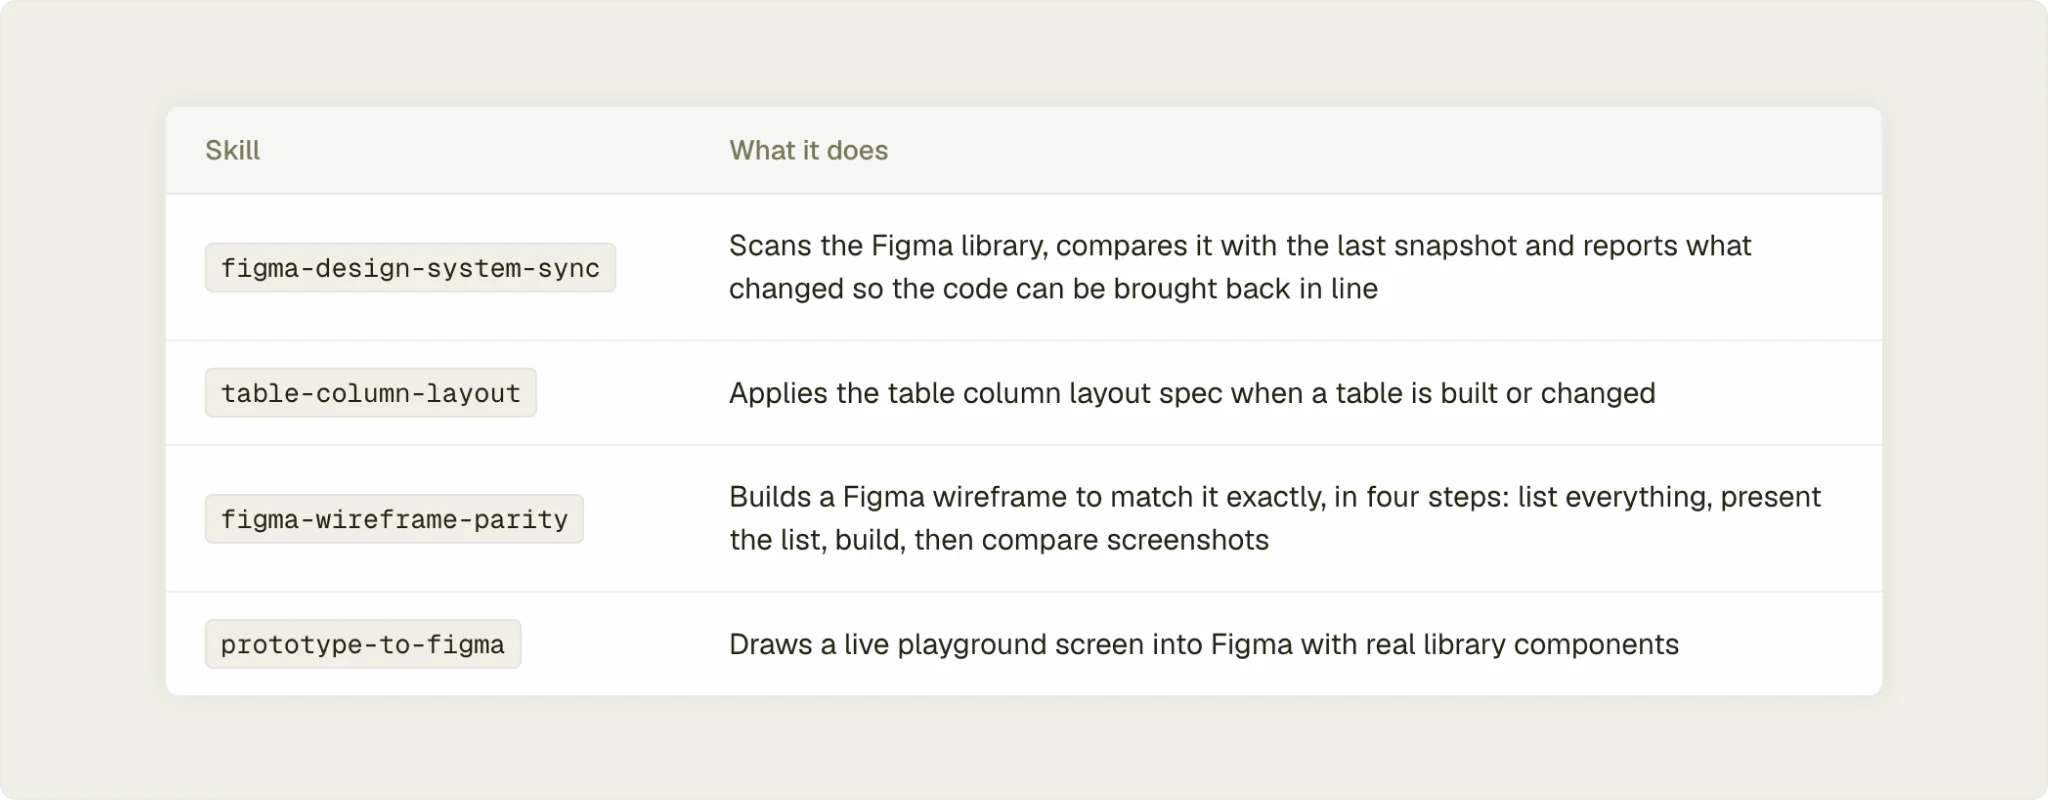 Skill
What it does
figma-design-system-sync
Scans the Figma library, compares it with the last snapshot and reports what
changed so the code can be brought back in line
table-column-layout
Applies the table column layout spec when a table is built or changed
figma-wireframe-parity
Builds a Figma wireframe to match it exactly, in four steps: list everything, present
the list, build, then compare screenshots
prototype-to-figma
Draws a live playground screen into Figma with real library components